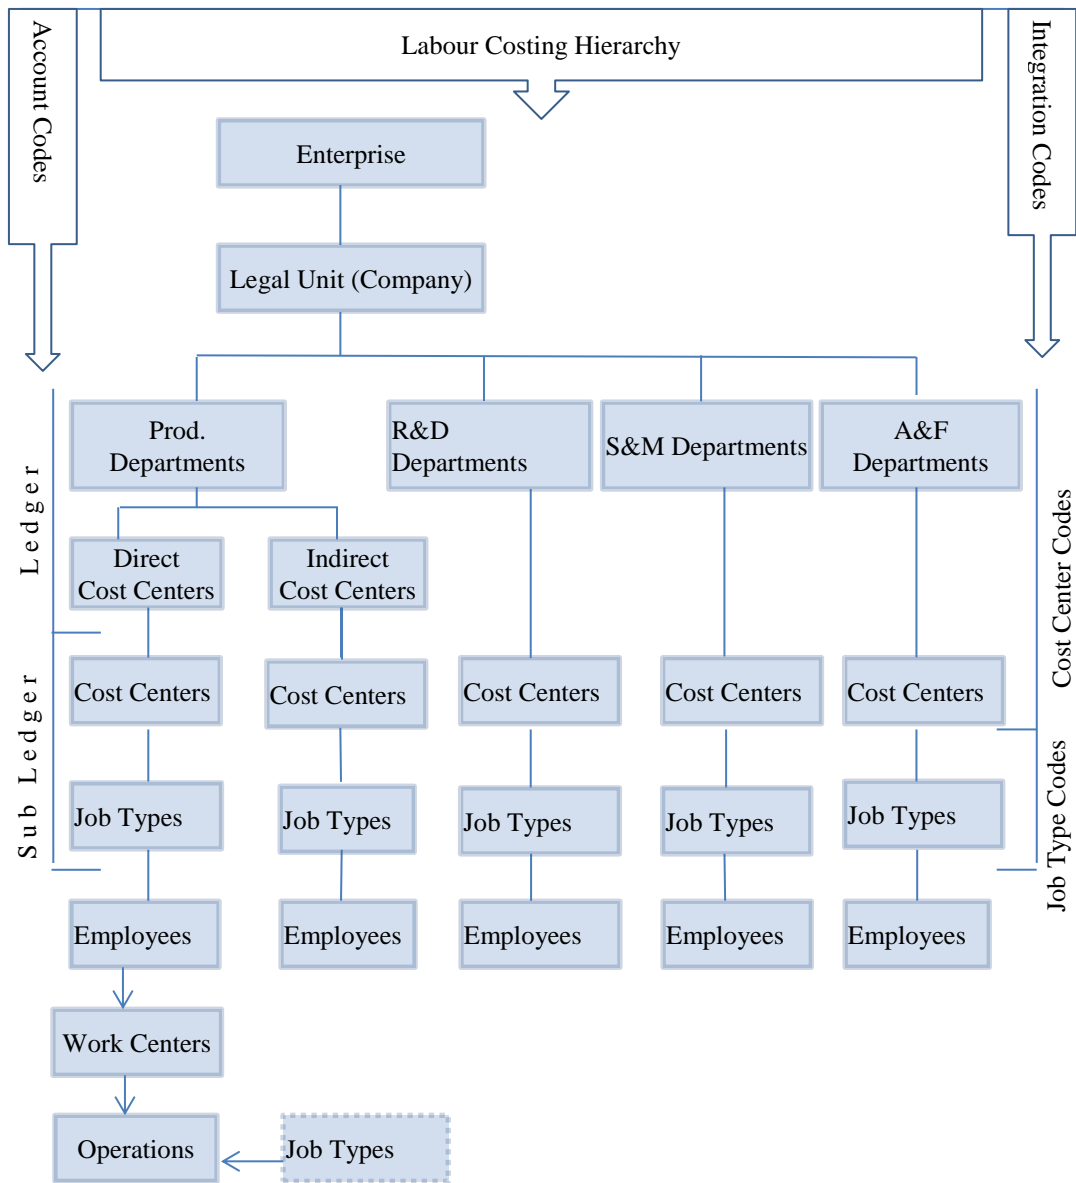 Labour Costing Hierarchy
Account Codes
Integration Codes
Enterprise
Legal Unit (Company)
Prod.
Departments
R&D
Departments
S&M Departments
A&F
Departments
Ledger
Direct
Cost Centers
Indirect
Cost Centers
Cost Center Codes
Cost Centers
Cost Centers
Cost Centers
Cost Centers
Cost Centers
Sub Ledger
Job Types
Job Types
Job Types
Job Types
Job Types
Job Type Codes
Employees
Employees
Employees
Employees
Employees
Work Centers
Operations
Job Types